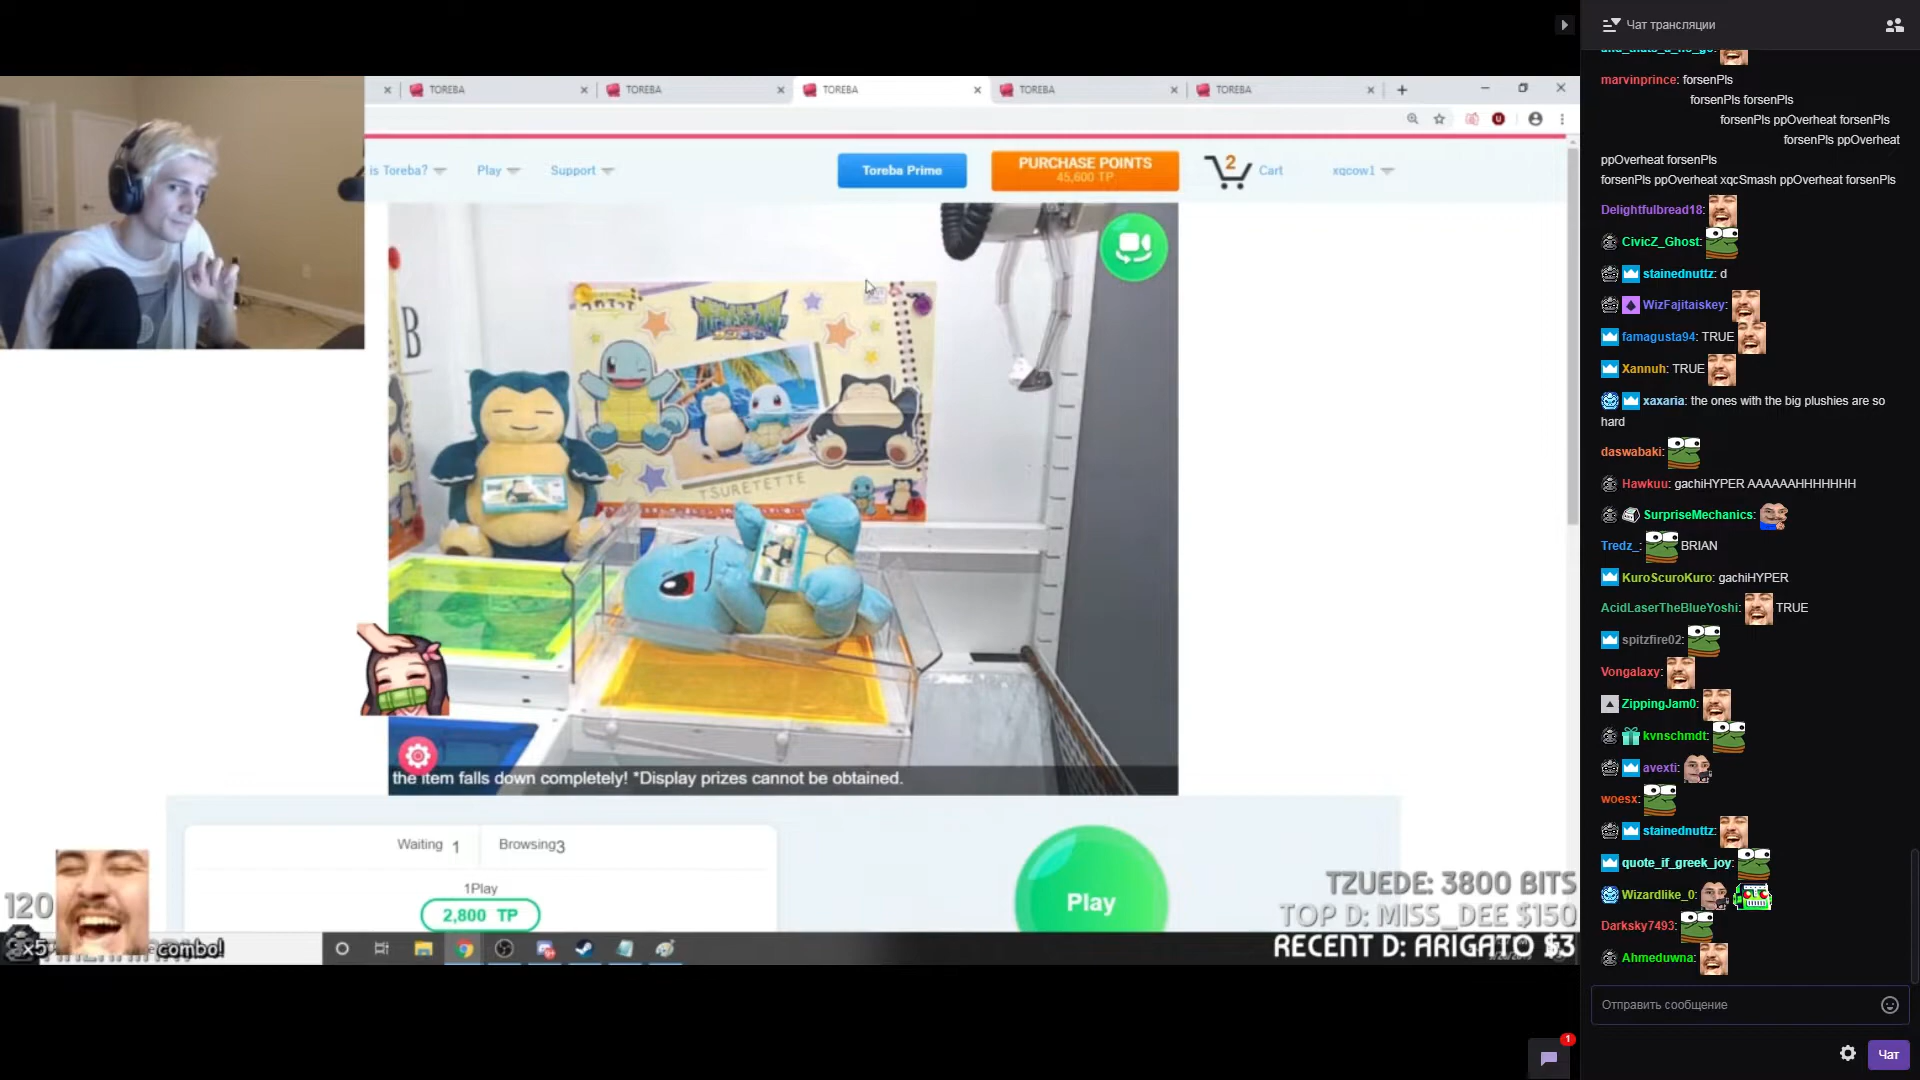 TOREBA
TOREBA
TOREBA
TOREBA
TOREBA
is Toreba?
Play
Support
Toreba Prime
PURCHASE POINTS
45,600 TP
2
Cart
xqcow1
B
TSURETETTE
the item falls down completely! *Display prizes cannot be obtained.
Waiting 1
Browsing3
1Play
2,800 TP
Play
120
x5
combo!
TZUEDE: 3800 BITS
TOP D: MISS_DEE $150
RECENT D: ARIGATO $3
Чат трансляции
marvinprince: forsenPls
forsenPls forsenPls
forsenPls ppOverheat forsenPls
forsenPls ppOverheat
ppOverheat forsenPls
forsenPls ppOverheat xqcSmash ppOverheat forsenPls
Delightfulbread18:
CivicZ_Ghost:
stainednuttz: d
WizFajitaiskey:
famagusta94: TRUE
Xannuh: TRUE
xaxaria: the ones with the big plushies are so
hard
daswabaki:
Hawkuu: gachiHYPER AAAAAAHHHHHHH
SurpriseMechanics:
Tredz_: BRIAN
KuroScuroKuro: gachiHYPER
AcidLaserTheBlueYoshi: TRUE
spitzfire02:
Vongalaxy:
ZippingJam0:
kvnschmdt:
avexti:
woesx:
stainednuttz:
quote_if_greek_joy:
Wizardlike_0:
Darksky7493:
Ahmeduwna:
Отправить сообщение
1
Чат